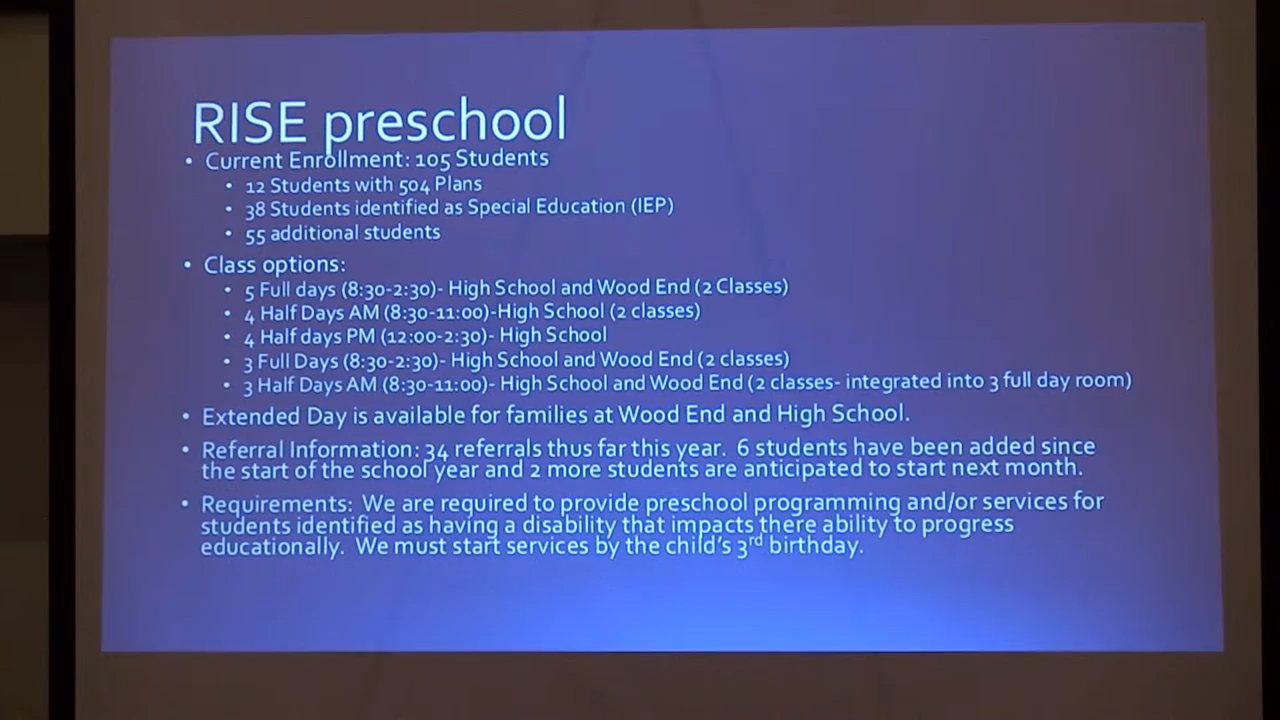 RISE preschool
• Current Enrollment: 105 Students
• 12 Students with 504 Plans
• 38 Students identified as Special Education (IEP)
• 55 additional students
• Class options:
• 5 Full days (8:30-2:30)- High School and Wood End (2 Classes)
• 4 Half Days AM (8:30-11:00)-High School (2 classes)
• 4 Half days PM (12:00-2:30)- High School
• 3 Full Days (8:30-2:30)- High School and Wood End (2 classes)
• 3 Half Days AM (8:30-11:00)- High School and Wood End (2 classes- integrated into 3 full day room)
• Extended Day is available for families at Wood End and High School.
• Referral Information: 34 referrals thus far this year.  6 students have been added since
the start of the school year and 2 more students are anticipated to start next month.
• Requirements:  We are required to provide preschool programming and/or services for
students identified as having a disability that impacts there ability to progress
educationally.  We must start services by the child's 3rd birthday.